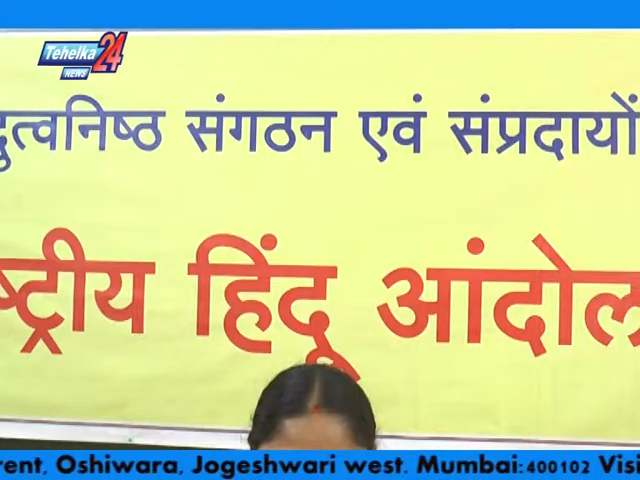 Tehelka 24
NEWS
दुत्वनिष्ठ संगठन एवं संप्रदायों
ष्ट्रीय हिंदू आंदोल
rent, Oshiwara, Jogeshwari west. Mumbai:400102 Visi